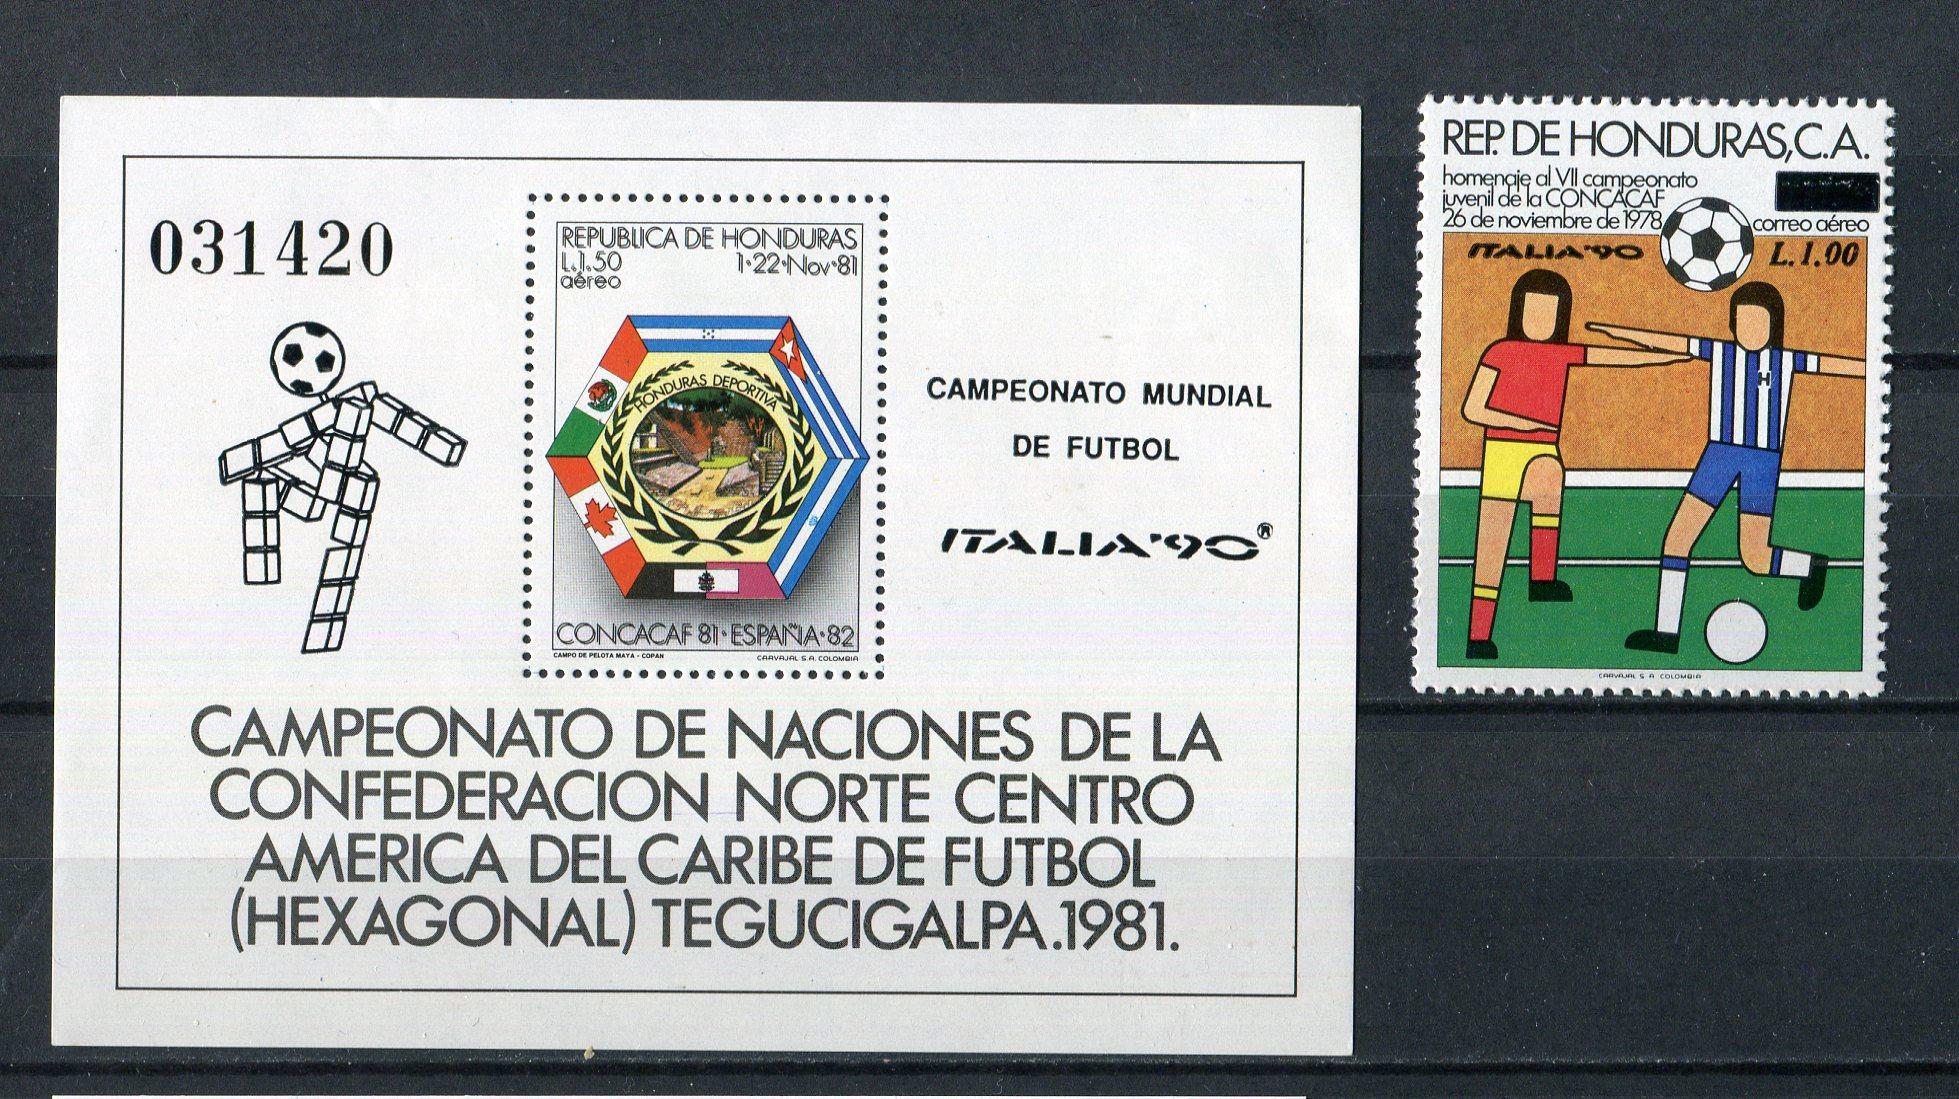 031420
REPUBLICA DE HONDURAS
L.1.50 1·22·Nov·81
aéreo
HONDURAS DEPORTIVA
CONCACAF 81·ESPAÑA·82
CAMPO DE PELOTA MAYA - COPAN CARVAJAL S.A. COLOMBIA
CAMPEONATO MUNDIAL
DE FUTBOL
ITALIA'90®
CAMPEONATO DE NACIONES DE LA
CONFEDERACION NORTE CENTRO
AMERICA DEL CARIBE DE FUTBOL
(HEXAGONAL) TEGUCIGALPA.1981.
REP. DE HONDURAS, C.A.
homenaje al VII campeonato
juvenil de la CONCACAF
26 de noviembre de 1978 correo aéreo
ITALIA'90 L.1.00
H
CARVAJAL S A COLOMBIA